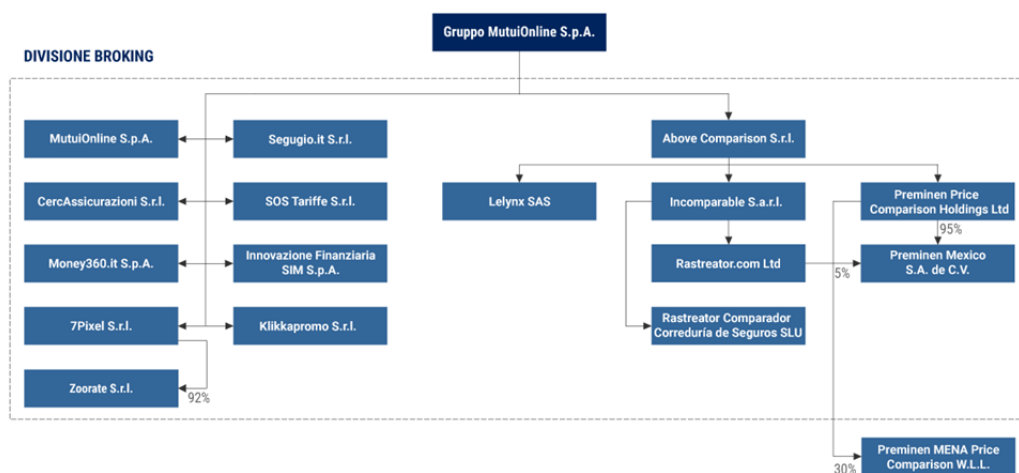 Gruppo MutuiOnline S.p.A.
DIVISIONE BROKING
MutuiOnline S.p.A.
Segugio.it S.r.l.
Above Comparison S.r.l.
CercAssicurazioni S.r.l.
SOS Tariffe S.r.l.
Lelynx SAS
Incomparable S.a.r.l.
Preminen Price
Comparison Holdings Ltd
95%
Money360.it S.p.A.
Innovazione Finanziaria
SIM S.p.A.
Rastreator.com Ltd
5%
Preminen Mexico
S.A. de C.V.
7Pixel S.r.l.
Klikkapromo S.r.l.
Rastreator Comparador
Correduría de Seguros SLU
Zoorate S.r.l.
92%
Preminen MENA Price
Comparison W.L.L.
30%